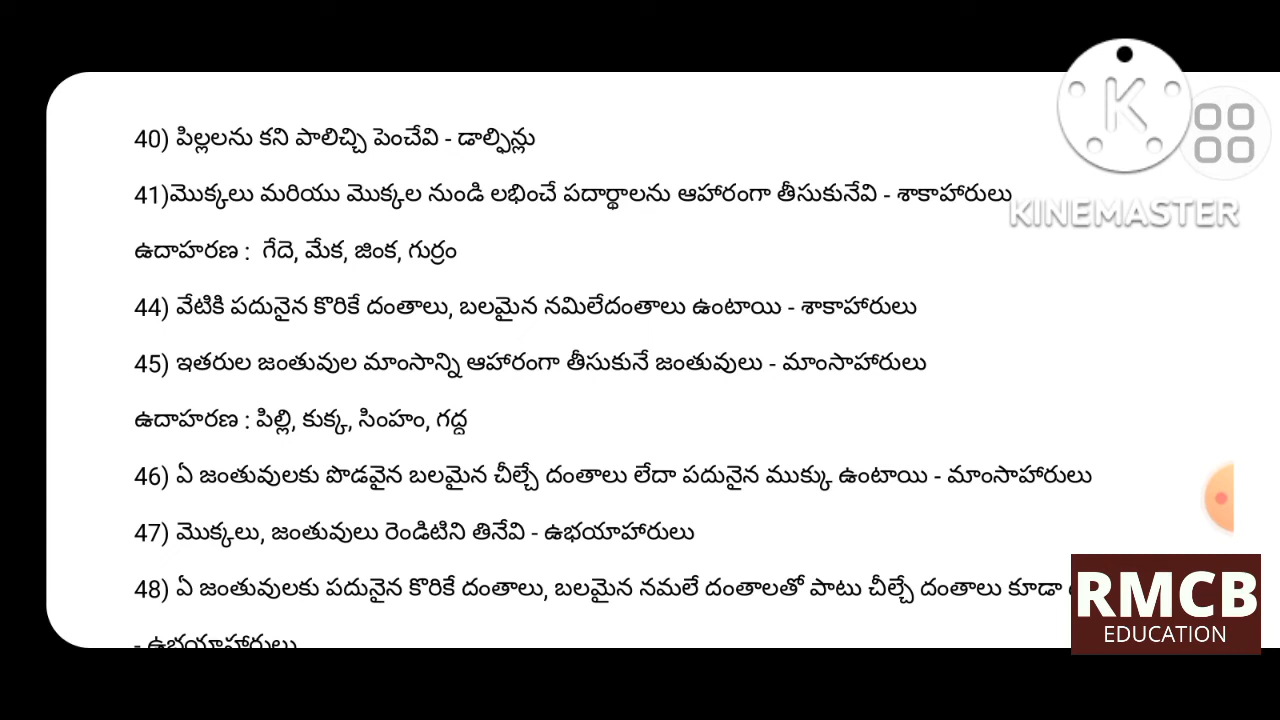 40) పిల్లలను కని పాలిచ్చి పెంచేవి - డాల్ఫిన్లు
41)మొక్కలు మరియు మొక్కల నుండి లభించే పదార్థాలను ఆహారంగా తీసుకునేవి - శాకాహారులు
KINEMASTER
ఉదాహరణ : గేదె, మేక, జింక, గుర్రం
44) వేటికి పదునైన కొరికే దంతాలు, బలమైన నమిలేదంతాలు ఉంటాయి - శాకాహారులు
45) ఇతరుల జంతువుల మాంసాన్ని ఆహారంగా తీసుకునే జంతువులు - మాంసాహారులు
ఉదాహరణ : పిల్లి, కుక్క, సింహం, గద్ద
46) ఏ జంతువులకు పొడవైన బలమైన చీల్చే దంతాలు లేదా పదునైన ముక్కు ఉంటాయి - మాంసాహారులు
47) మొక్కలు, జంతువులు రెండిటిని తినేవి - ఉభయాహారులు
48) ఏ జంతువులకు పదునైన కొరికే దంతాలు, బలమైన నమలే దంతాలతో పాటు చీల్చే దంతాలు కూడా
- ఉభయాహారులు
RMCB
EDUCATION